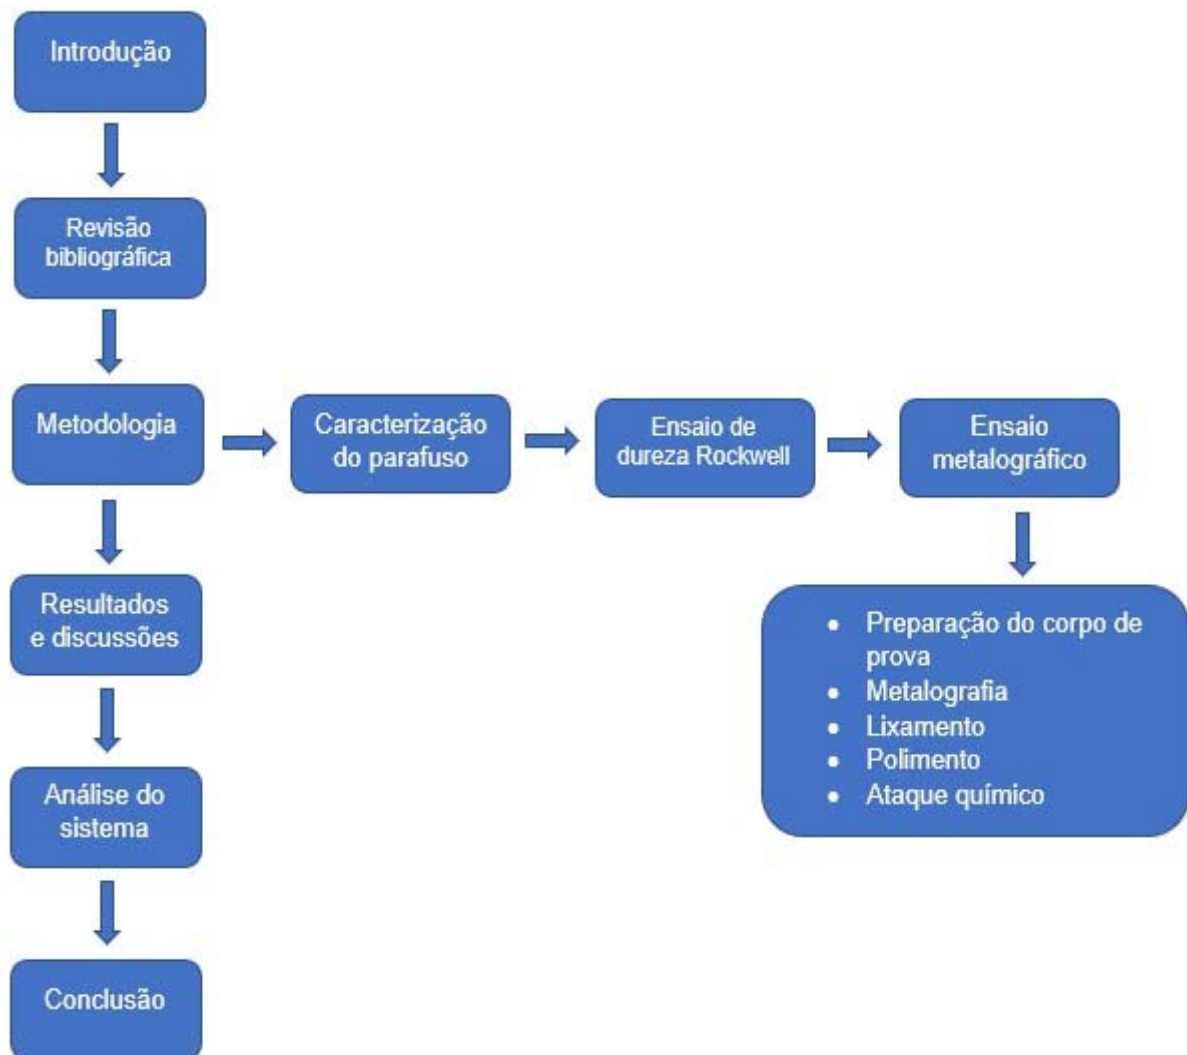 Introdução
Revisão
bibliográfica
Metodologia
Caracterização
do parafuso
Ensaio de
dureza Rockwell
Ensaio
metalográfico
Resultados
e discussões
• Preparação do corpo de
prova
• Metalografia
• Lixamento
• Polimento
• Ataque químico
Análise do
sistema
Conclusão